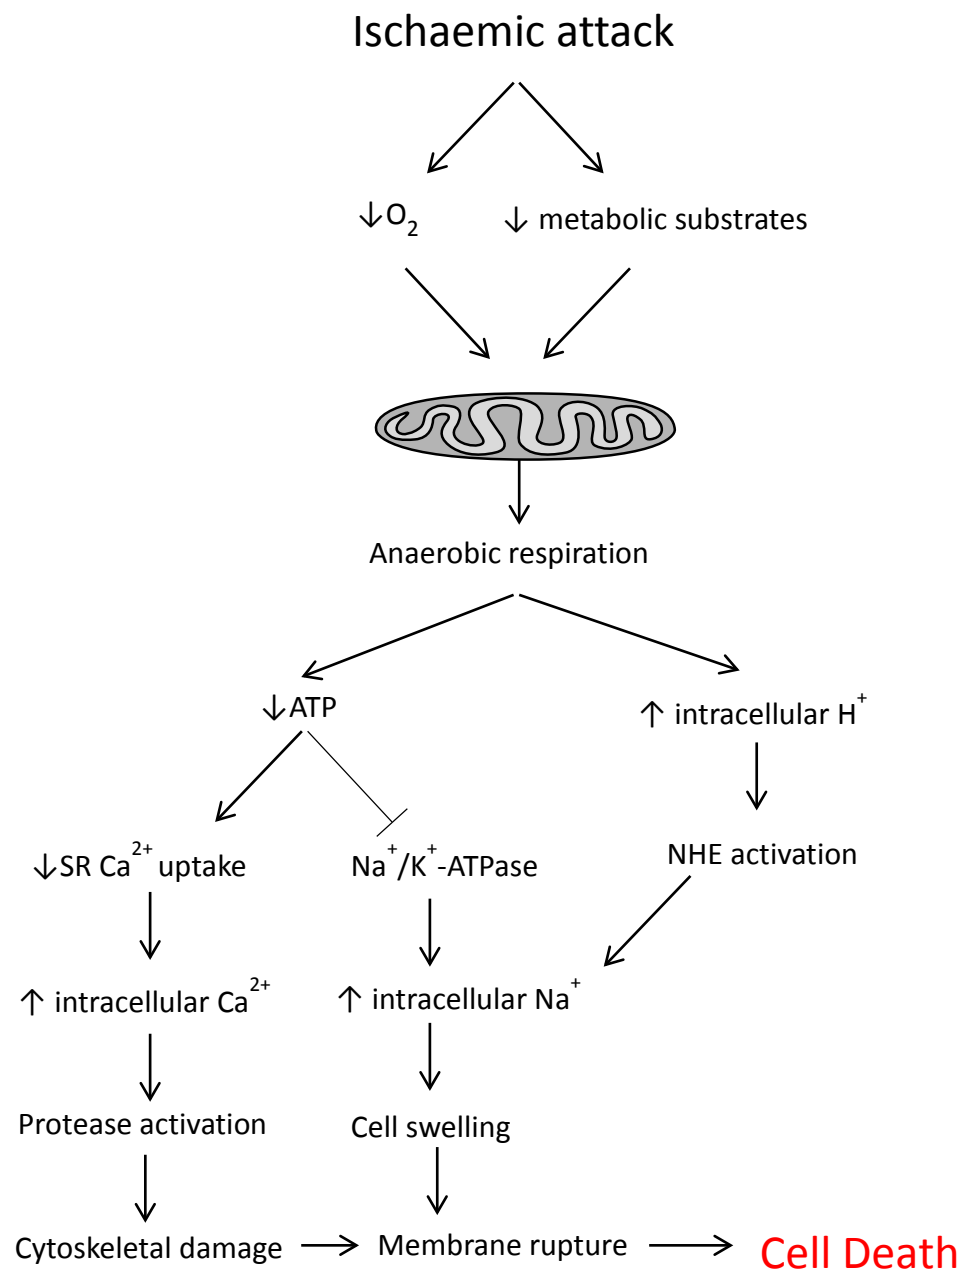 Ischaemic attack
↓O₂
↓ metabolic substrates
Anaerobic respiration
↓ATP
↑ intracellular H⁺
↓SR Ca²⁺ uptake
Na⁺/K⁺-ATPase
NHE activation
↑ intracellular Ca²⁺
↑ intracellular Na⁺
Protease activation
Cell swelling
Cytoskeletal damage
Membrane rupture
Cell Death